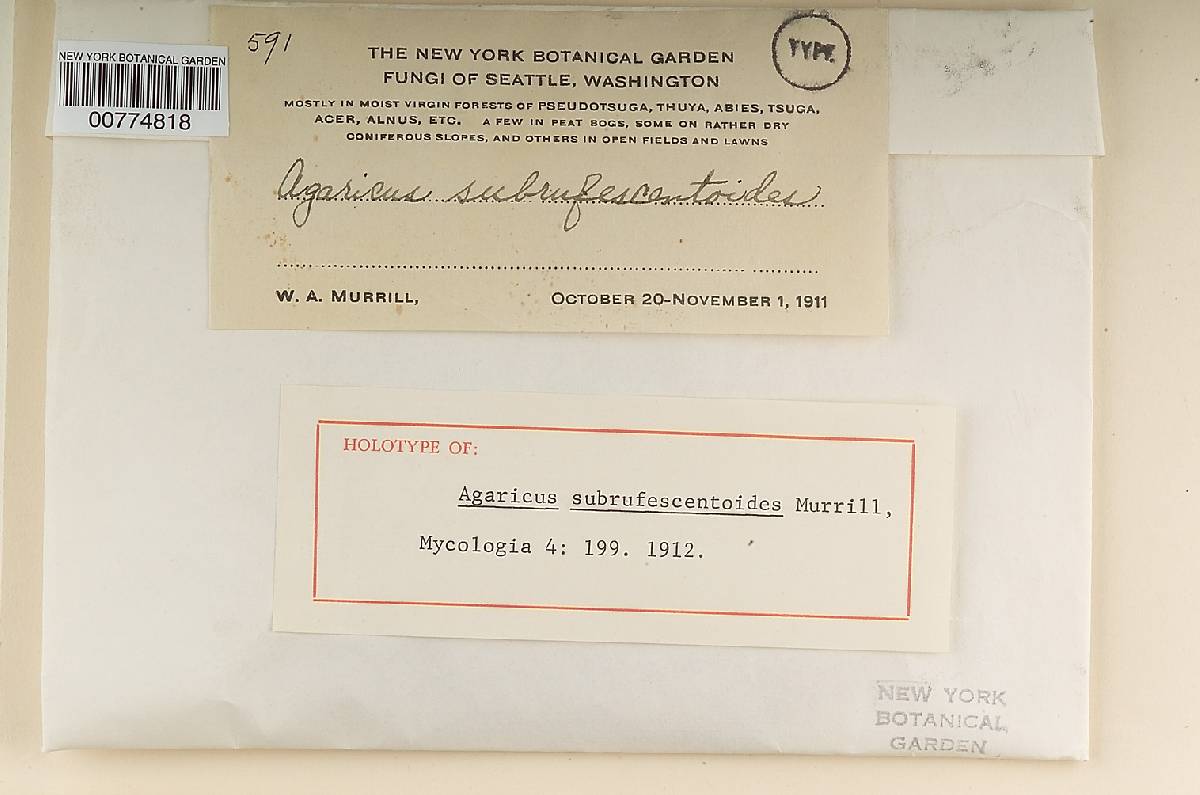 NEW YORK BOTANICAL GARDEN
00774818
591
TYPE
THE NEW YORK BOTANICAL GARDEN
FUNGI OF SEATTLE, WASHINGTON
MOSTLY IN MOIST VIRGIN FORESTS OF PSEUDOTSUGA, THUYA, ABIES, TSUGA,
ACER, ALNUS, ETC. A FEW IN PEAT BOGS, SOME ON RATHER DRY
CONIFEROUS SLOPES, AND OTHERS IN OPEN FIELDS AND LAWNS
Agaricus subrufescentoides
W. A. MURRILL, OCTOBER 20-NOVEMBER 1, 1911
HOLOTYPE OF:
Agaricus subrufescentoides Murrill,
Mycologia 4: 199. 1912.
NEW YORK
BOTANICAL
GARDEN